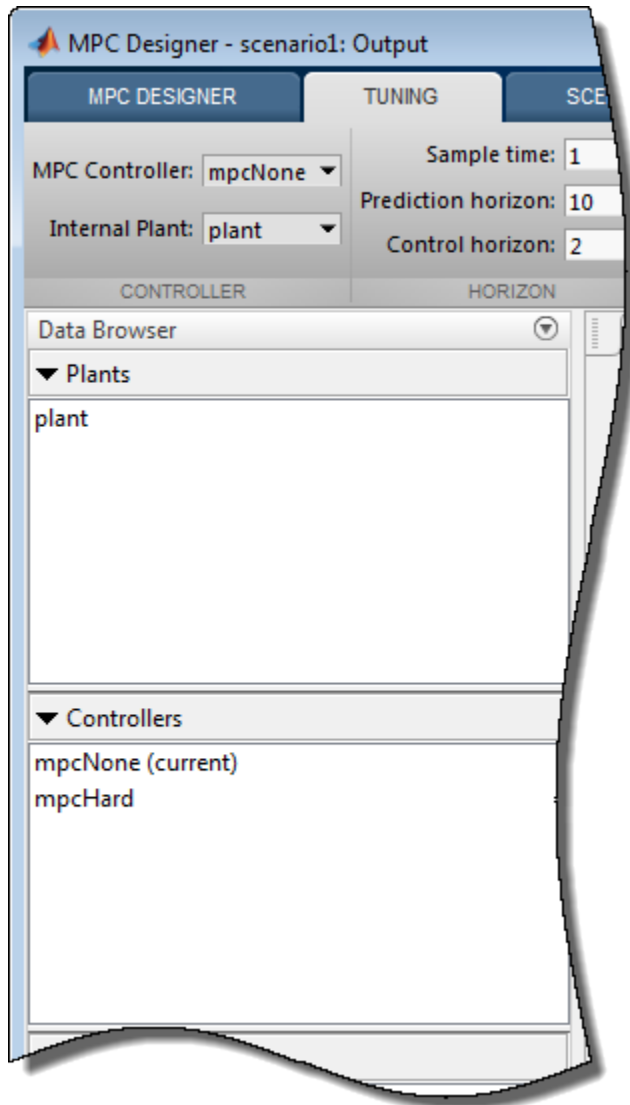 MPC Designer - scenario1: Output
MPC DESIGNER TUNING
MPC Controller: mpcNone
Internal Plant: plant
CONTROLLER
Sample time: 1
Prediction horizon: 10
Control horizon: 2
HORIZON
Data Browser
Plants
plant
Controllers
mpcNone (current)
mpcHard